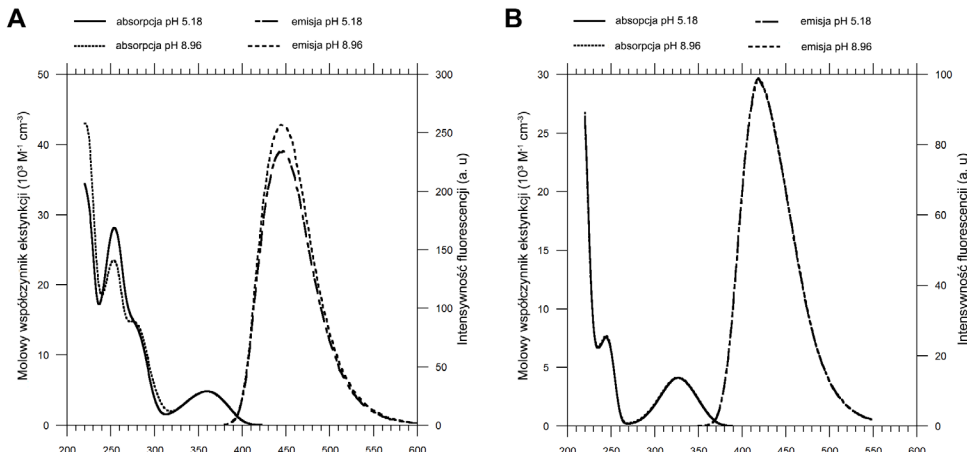 A
absorpcja pH 5.18 emisja pH 5.18
absorpcja pH 8.96 emisja pH 8.96
50 300
40 250
30 200
20 150
10 100
0 50
0
200 250 300 350 400 450 500 550 600
Molowy współczynnik ekstynkcji (10³ M⁻¹ cm⁻³)
Intensywność fluorescencji (a. u)
B
absorpcja pH 5.18 emisja pH 5.18
absorpcja pH 8.96 emisja pH 8.96
30 100
25 80
20 60
15 40
10 20
5 0
0
200 250 300 350 400 450 500 550 600
Molowy współczynnik ekstynkcji (10³ M⁻¹ cm⁻³)
Intensywność fluorescencji (a. u)